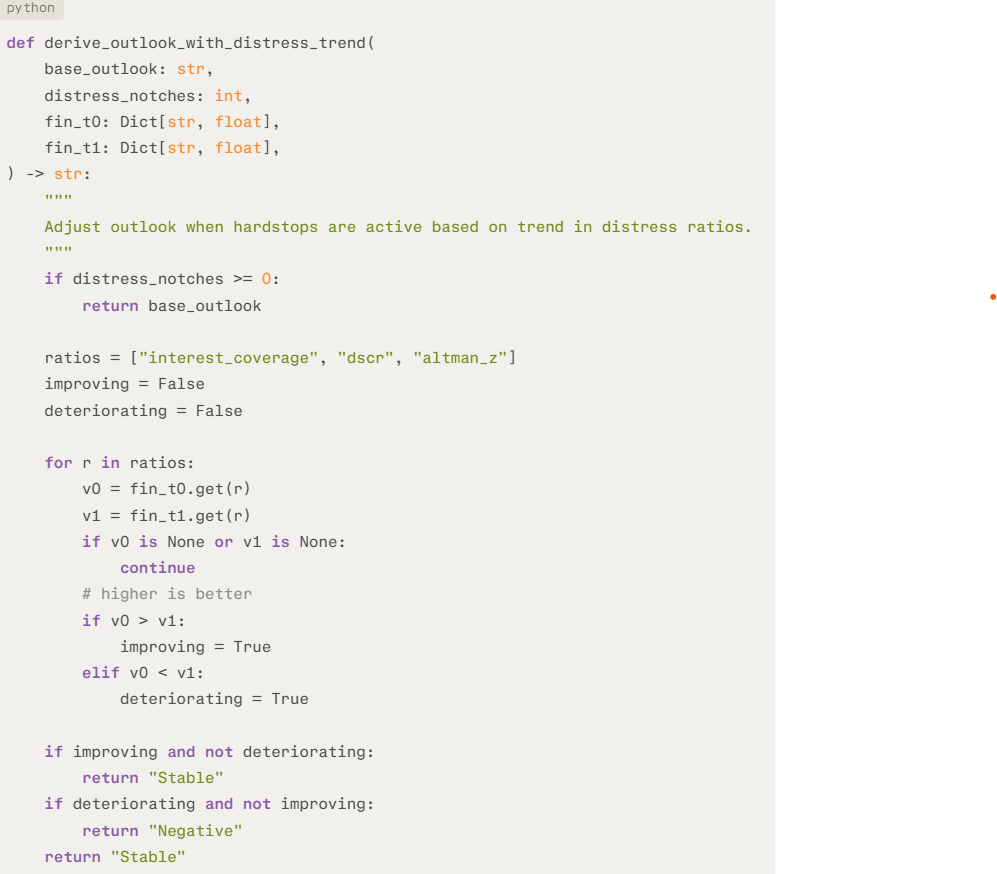 python
def derive_outlook_with_distress_trend(
    base_outlook: str,
    distress_notches: int,
    fin_t0: Dict[str, float],
    fin_t1: Dict[str, float],
) -> str:
    """
    Adjust outlook when hardstops are active based on trend in distress ratios.
    """
    if distress_notches >= 0:
        return base_outlook

    ratios = ["interest_coverage", "dscr", "altman_z"]
    improving = False
    deteriorating = False

    for r in ratios:
        v0 = fin_t0.get(r)
        v1 = fin_t1.get(r)
        if v0 is None or v1 is None:
            continue
        # higher is better
        if v0 > v1:
            improving = True
        elif v0 < v1:
            deteriorating = True

    if improving and not deteriorating:
        return "Stable"
    if deteriorating and not improving:
        return "Negative"
    return "Stable"